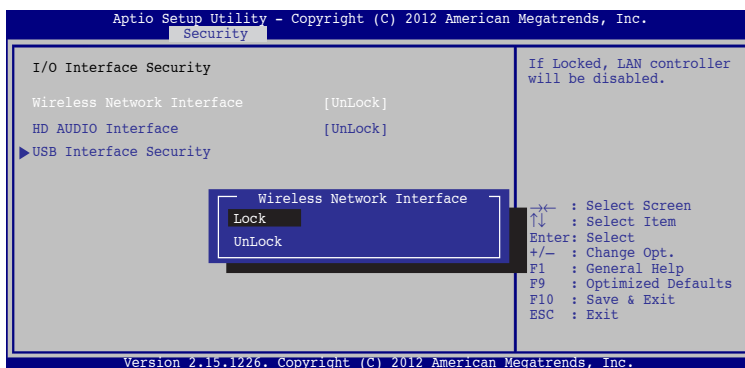 Aptio Setup Utility – Copyright (C) 2012 American Megatrends, Inc.
Security
I/O Interface Security
Wireless Network Interface [UnLock]
HD AUDIO Interface [UnLock]
USB Interface Security
If Locked, LAN controller
will be disabled.
Wireless Network Interface
Lock
UnLock
→← : Select Screen
↑↓ : Select Item
Enter: Select
+/— : Change Opt.
F1 : General Help
F9 : Optimized Defaults
F10 : Save & Exit
ESC : Exit
Version 2.15.1226. Copyright (C) 2012 American Megatrends, Inc.